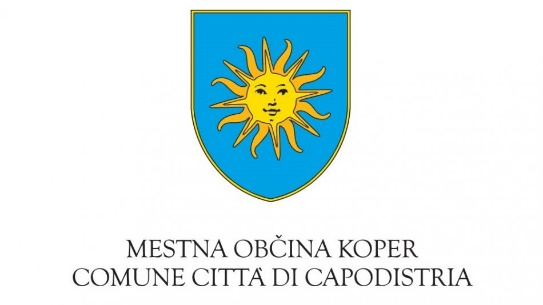 MESTNA OBČINA KOPER
COMUNE CITTÀ DI CAPODISTRIA